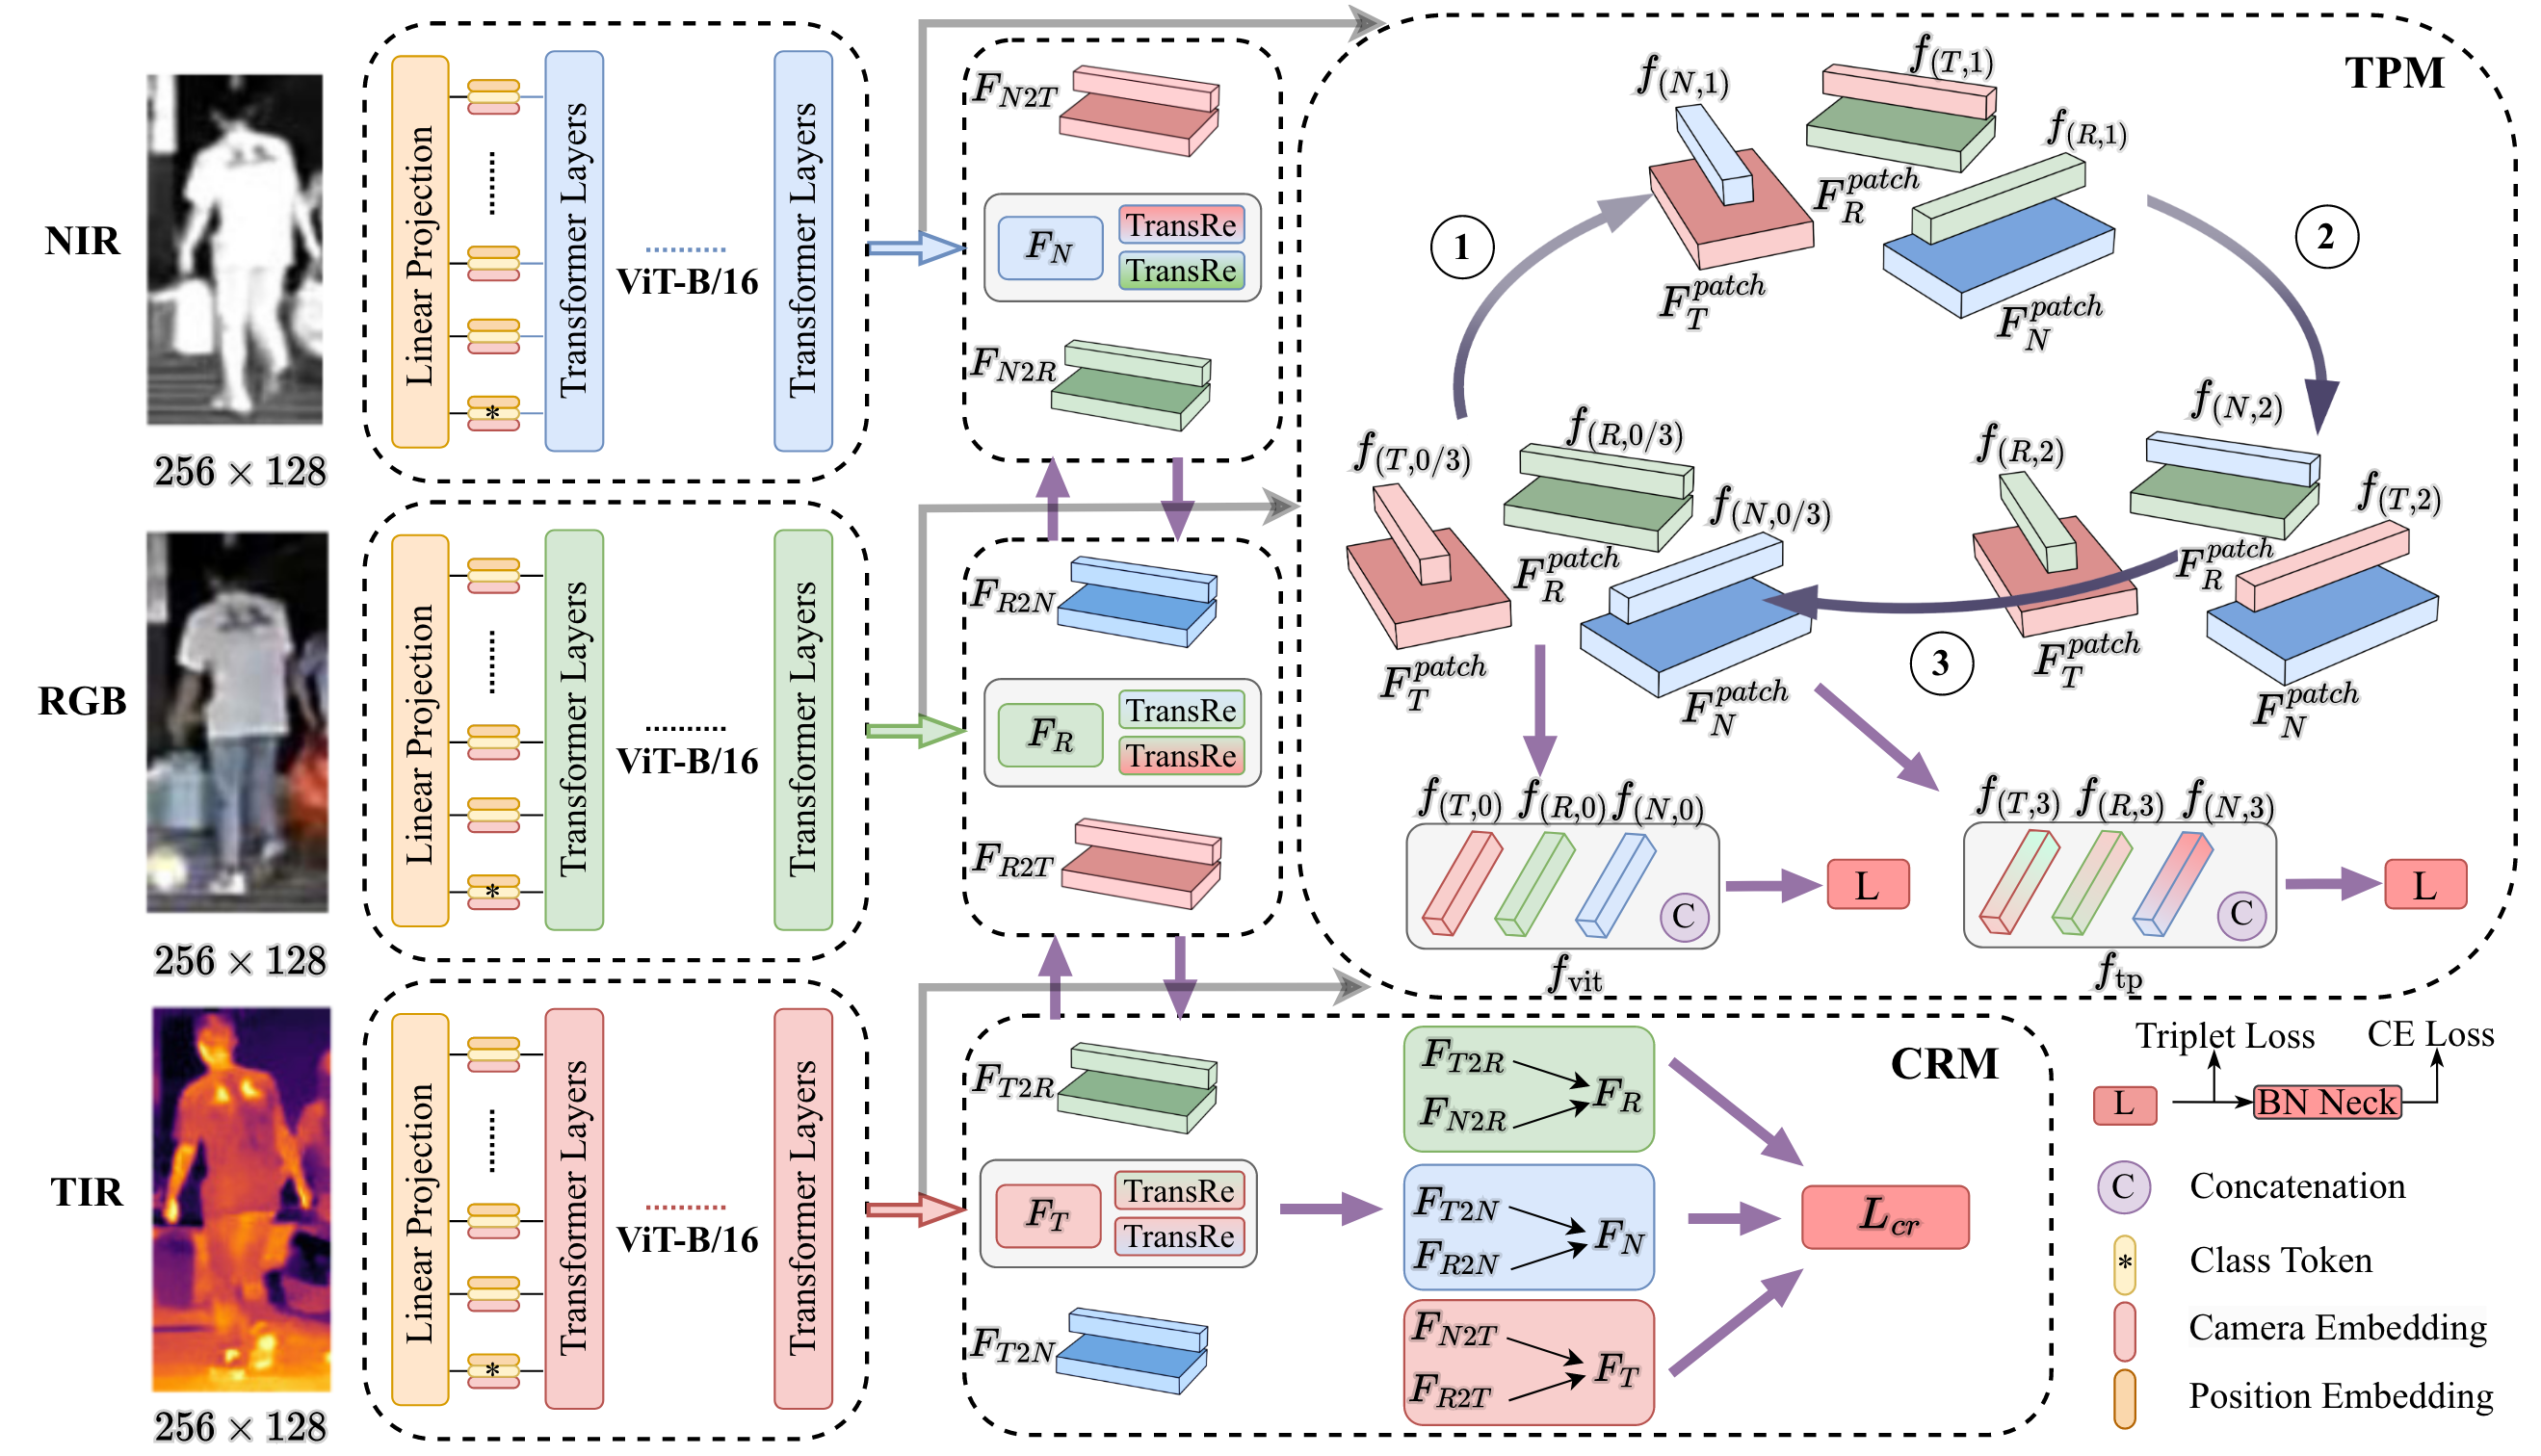 NIR
256 × 128
Linear Projection
*
Transformer Layers
ViT-B/16
Transformer Layers
RGB
256 × 128
Linear Projection
*
Transformer Layers
ViT-B/16
Transformer Layers
TIR
256 × 128
Linear Projection
*
Transformer Layers
ViT-B/16
Transformer Layers
F_{N2T}
F_N
TransRe
TransRe
F_{N2R}
F_{R2N}
F_R
TransRe
TransRe
F_{R2T}
F_{T2R}
F_T
TransRe
TransRe
F_{T2N}
TPM
f_{(N,1)}
f_{(T,1)}
f_{(R,1)}
F_T^{patch}
F_R^{patch}
F_N^{patch}
1
2
3
f_{(T,0/3)}
f_{(R,0/3)}
f_{(N,0/3)}
F_T^{patch}
F_R^{patch}
F_N^{patch}
f_{(R,2)}
f_{(N,2)}
f_{(T,2)}
F_T^{patch}
F_R^{patch}
F_N^{patch}
f_{(T,0)} f_{(R,0)} f_{(N,0)}
C
L
f_{vit}
f_{(T,3)} f_{(R,3)} f_{(N,3)}
C
L
f_{tp}
CRM
F_{T2R}
F_{N2R}
F_R
F_{T2N}
F_{R2N}
F_N
F_{N2T}
F_{R2T}
F_T
L_{cr}
Triplet Loss
CE Loss
L
BN Neck
C Concatenation
* Class Token
Camera Embedding
Position Embedding